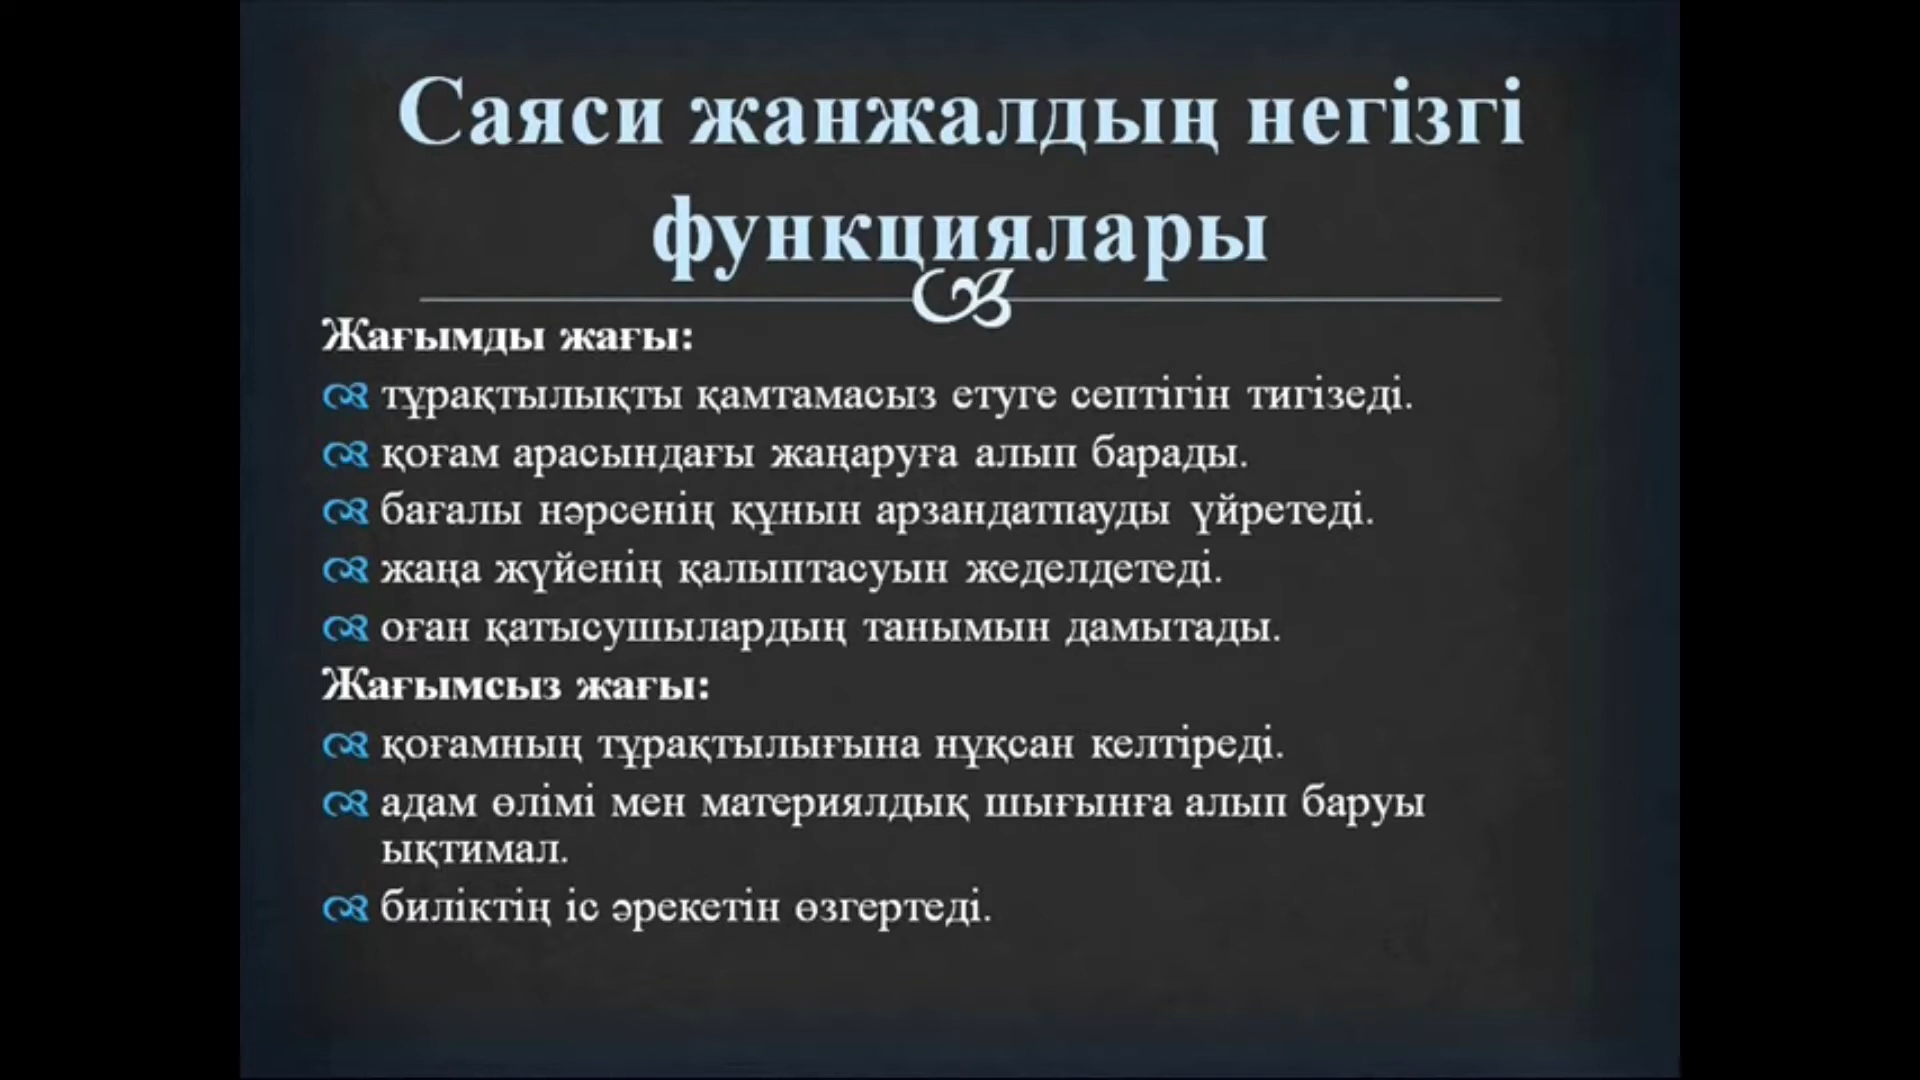 Саяси жанжалдың негізгі
функциялары
Жағымды жағы:
тұрақтылықты қамтамасыз етуге септігін тигізеді.
қоғам арасындағы жаңаруға алып барады.
бағалы нәрсенің құнын арзандатпауды үйретеді.
жаңа жүйенің қалыптасуын жеделдетеді.
оған қатысушылардың танымын дамытады.
Жағымсыз жағы:
қоғамның тұрақтылығына нұқсан келтіреді.
адам өлімі мен материялдық шығынға алып баруы
ықтимал.
биліктің іс әрекетін өзгертеді.